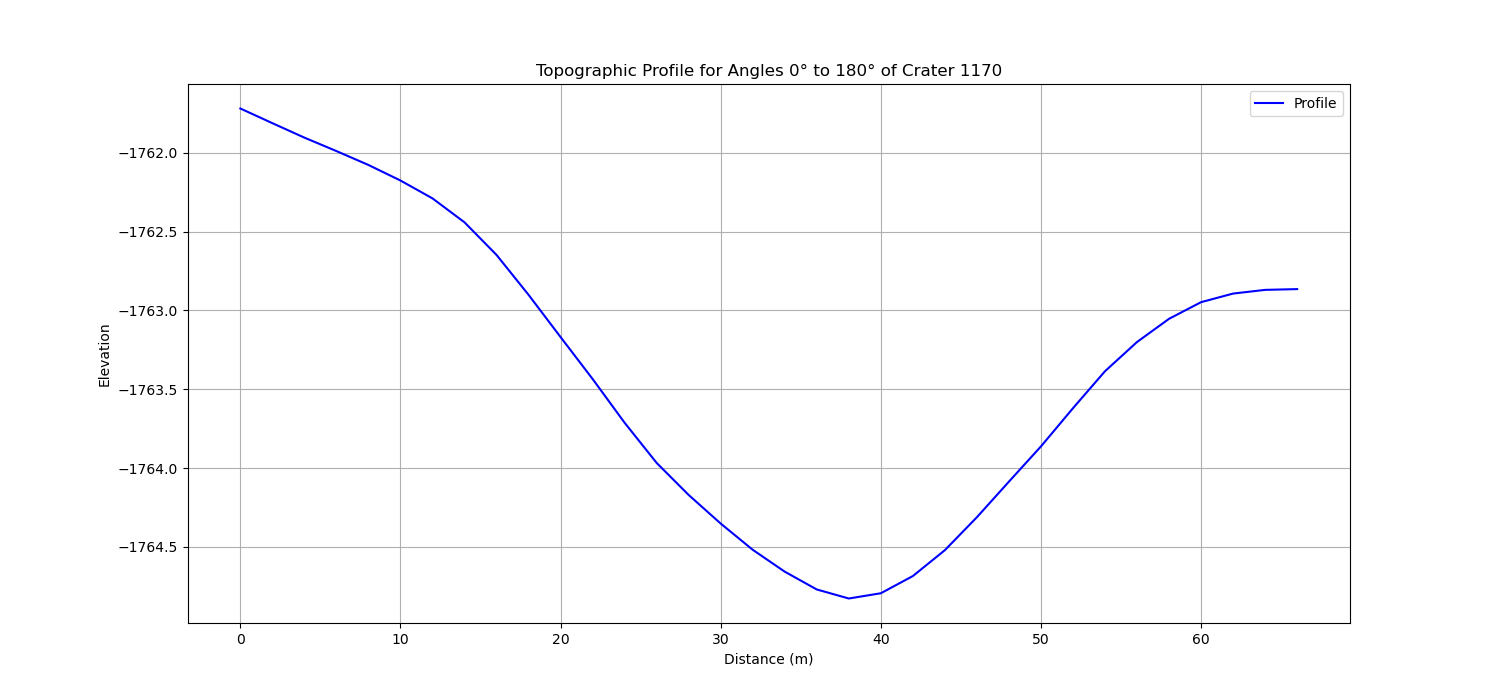 Topographic Profile for Angles 0° to 180° of Crater 1170
Profile
−1762.0
−1762.5
−1763.0
−1763.5
−1764.0
−1764.5
Elevation
0 10 20 30 40 50 60
Distance (m)